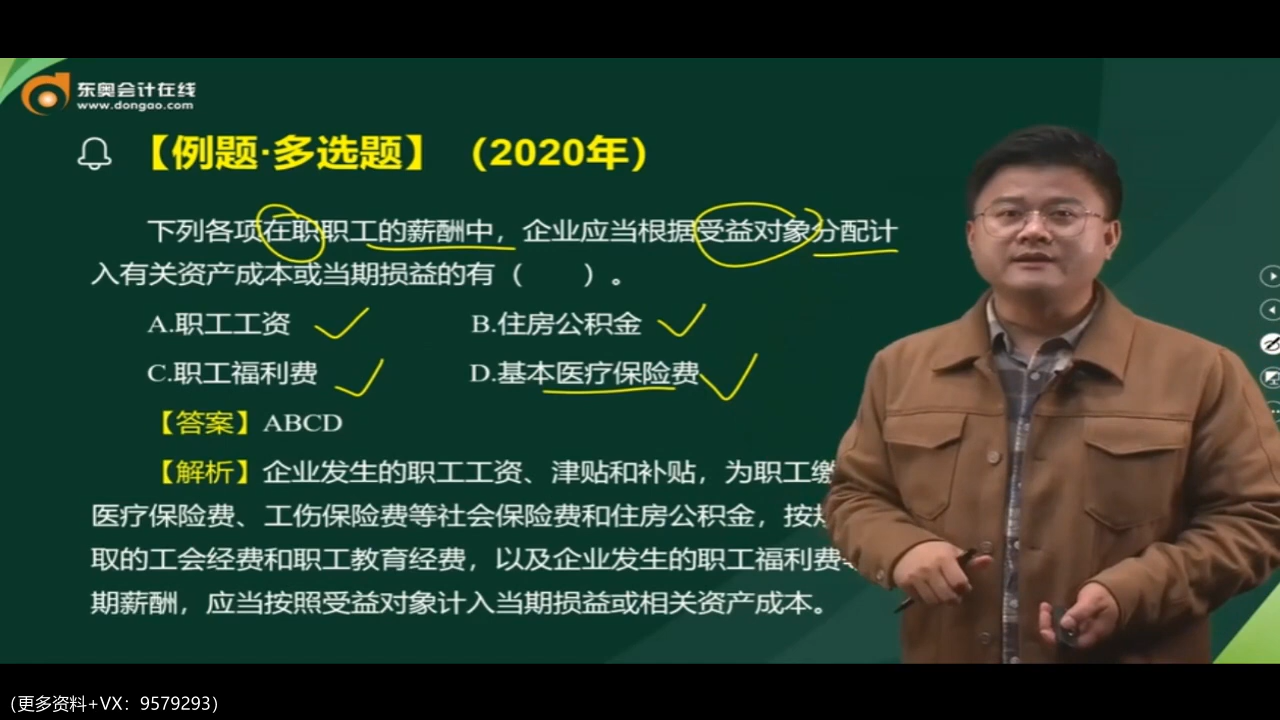 东奥会计在线
www.dongao.com
【例题·多选题】（2020年）
下列各项在职职工的薪酬中，企业应当根据受益对象分配计
入有关资产成本或当期损益的有（　　）。
A.职工工资　B.住房公积金
C.职工福利费　D.基本医疗保险费
【答案】ABCD
【解析】企业发生的职工工资、津贴和补贴，为职工缴
医疗保险费、工伤保险费等社会保险费和住房公积金，按
取的工会经费和职工教育经费，以及企业发生的职工福利费
期薪酬，应当按照受益对象计入当期损益或相关资产成本。
(更多资料+VX：9579293)